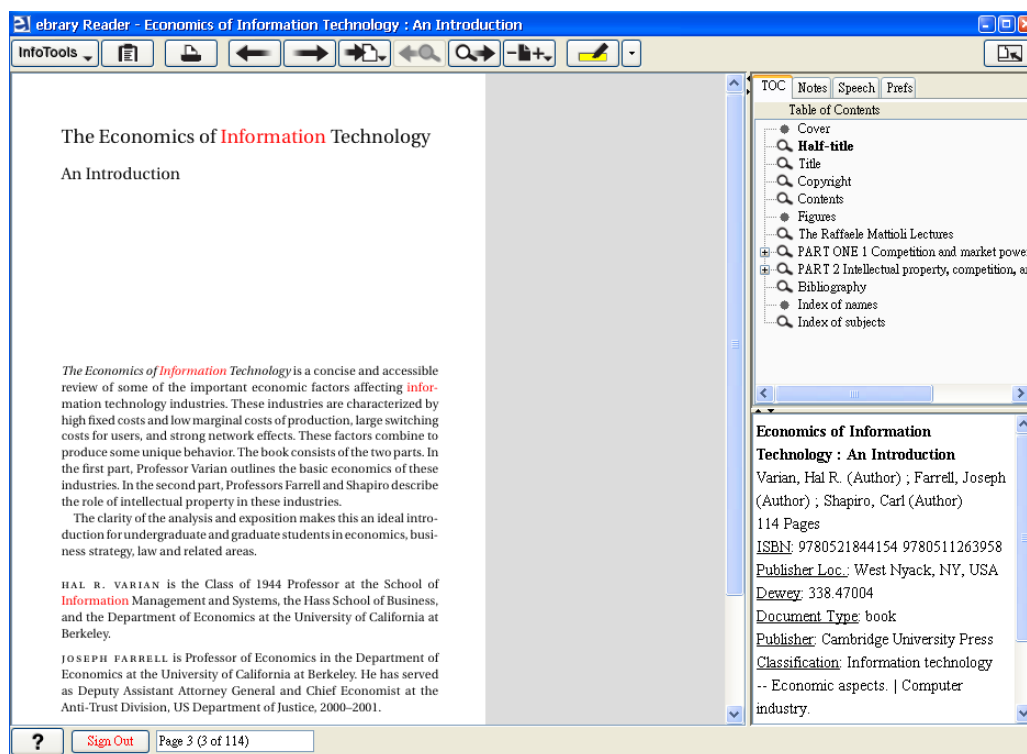 ebrary Reader - Economics of Information Technology : An Introduction
InfoTools
The Economics of Information Technology
An Introduction
The Economics of Information Technology is a concise and accessible
review of some of the important economic factors affecting infor-
mation technology industries. These industries are characterized by
high fixed costs and low marginal costs of production, large switching
costs for users, and strong network effects. These factors combine to
produce some unique behavior. The book consists of the two parts. In
the first part, Professor Varian outlines the basic economics of these
industries. In the second part, Professors Farrell and Shapiro describe
the role of intellectual property in these industries.
The clarity of the analysis and exposition makes this an ideal intro-
duction for undergraduate and graduate students in economics, busi-
ness strategy, law and related areas.
HAL R. VARIAN is the Class of 1944 Professor at the School of
Information Management and Systems, the Hass School of Business,
and the Department of Economics at the University of California at
Berkeley.
JOSEPH FARRELL is Professor of Economics in the Department of
Economics at the University of California at Berkeley. He has served
as Deputy Assistant Attorney General and Chief Economist at the
Anti-Trust Division, US Department of Justice, 2000–2001.
TOC Notes Speech Prefs
Table of Contents
Cover
Half-title
Title
Copyright
Contents
Figures
The Raffaele Mattioli Lectures
PART ONE 1 Competition and market power
PART 2 Intellectual property, competition, a
Bibliography
Index of names
Index of subjects
Economics of Information
Technology : An Introduction
Varian, Hal R. (Author) ; Farrell, Joseph
(Author) ; Shapiro, Carl (Author)
114 Pages
ISBN: 9780521844154 9780511263958
Publisher Loc.: West Nyack, NY, USA
Dewey: 338.47004
Document Type: book
Publisher: Cambridge University Press
Classification: Information technology
-- Economic aspects. | Computer
industry.
? Sign Out Page 3 (3 of 114)